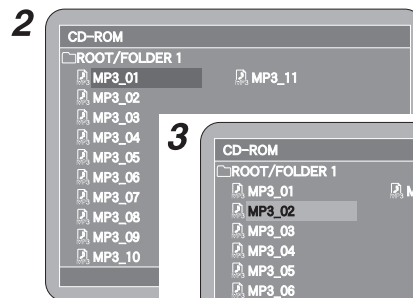 2
CD-ROM
ROOT/FOLDER 1
MP3_01 MP3_11
MP3_02
MP3_03
MP3_04
MP3_05
MP3_06
MP3_07
MP3_08
MP3_09
MP3_10
3
CD-ROM
ROOT/FOLDER 1
MP3_01 M
MP3_02
MP3_03
MP3_04
MP3_05
MP3_06